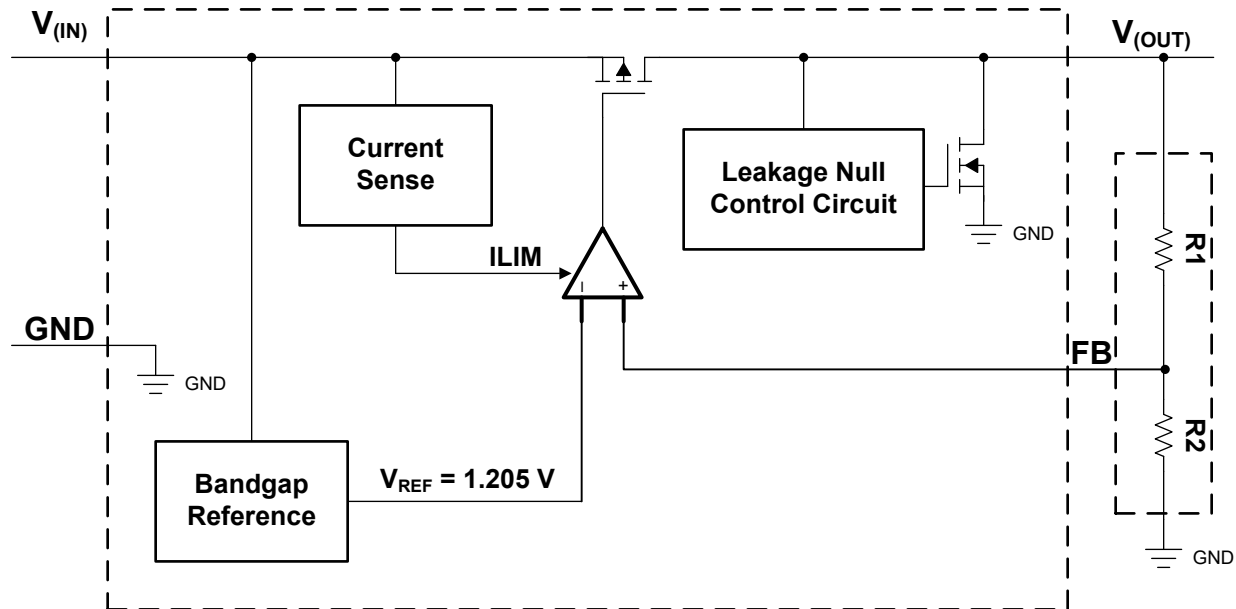 V(IN)
V(OUT)
Current
Sense
Leakage Null
Control Circuit
GND
R1
ILIM
– +
GND
FB
GND
R2
Bandgap
Reference
VREF = 1.205 V
GND